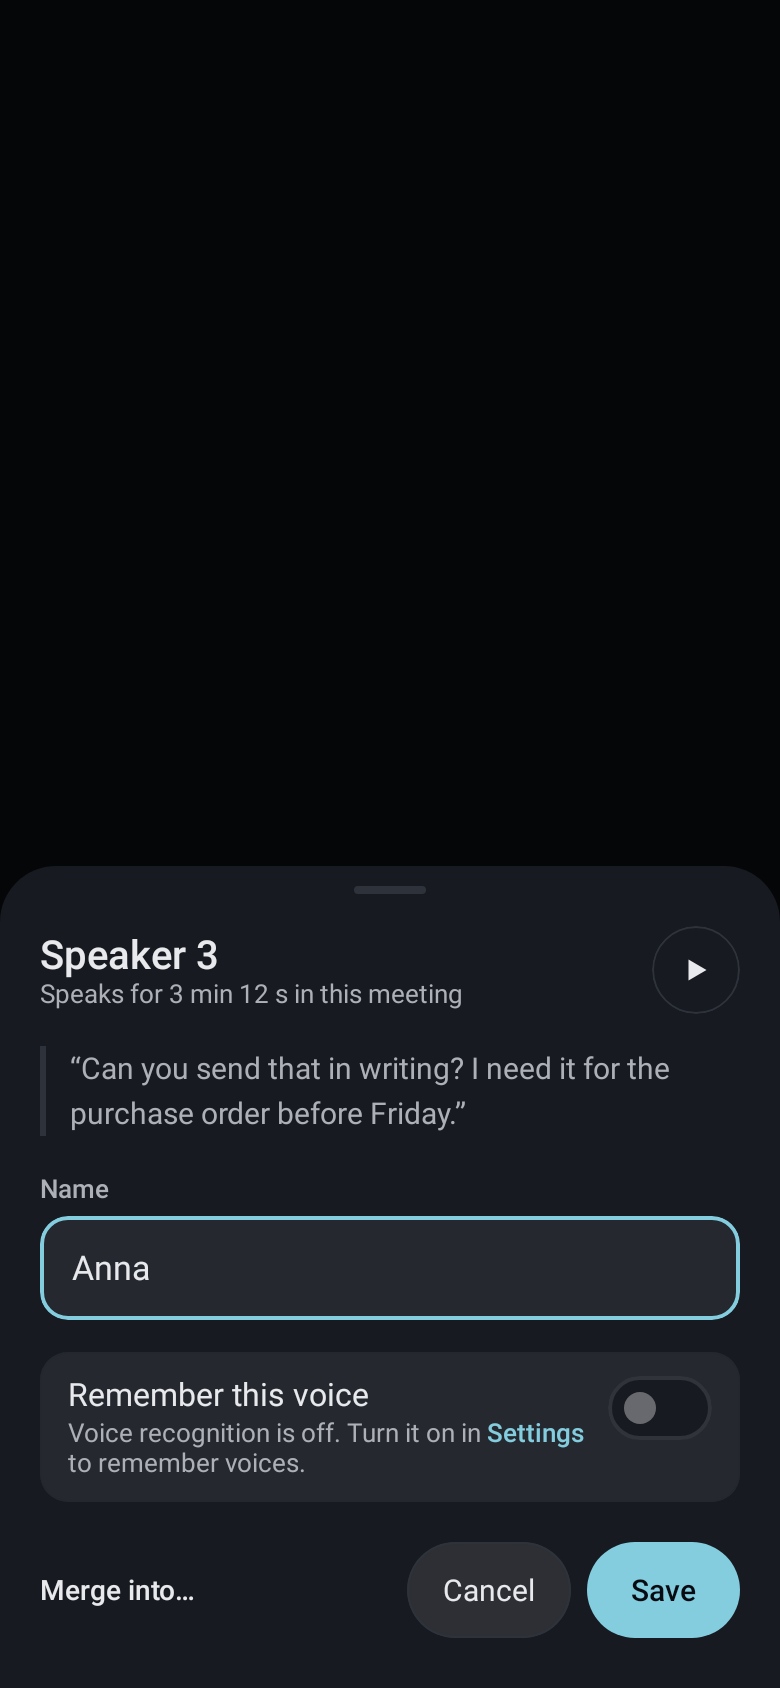 Speaker 3
Speaks for 3 min 12 s in this meeting
“Can you send that in writing? I need it for the
purchase order before Friday.”
Name
Anna
Remember this voice
Voice recognition is off. Turn it on in Settings
to remember voices.
Merge into…
Cancel
Save